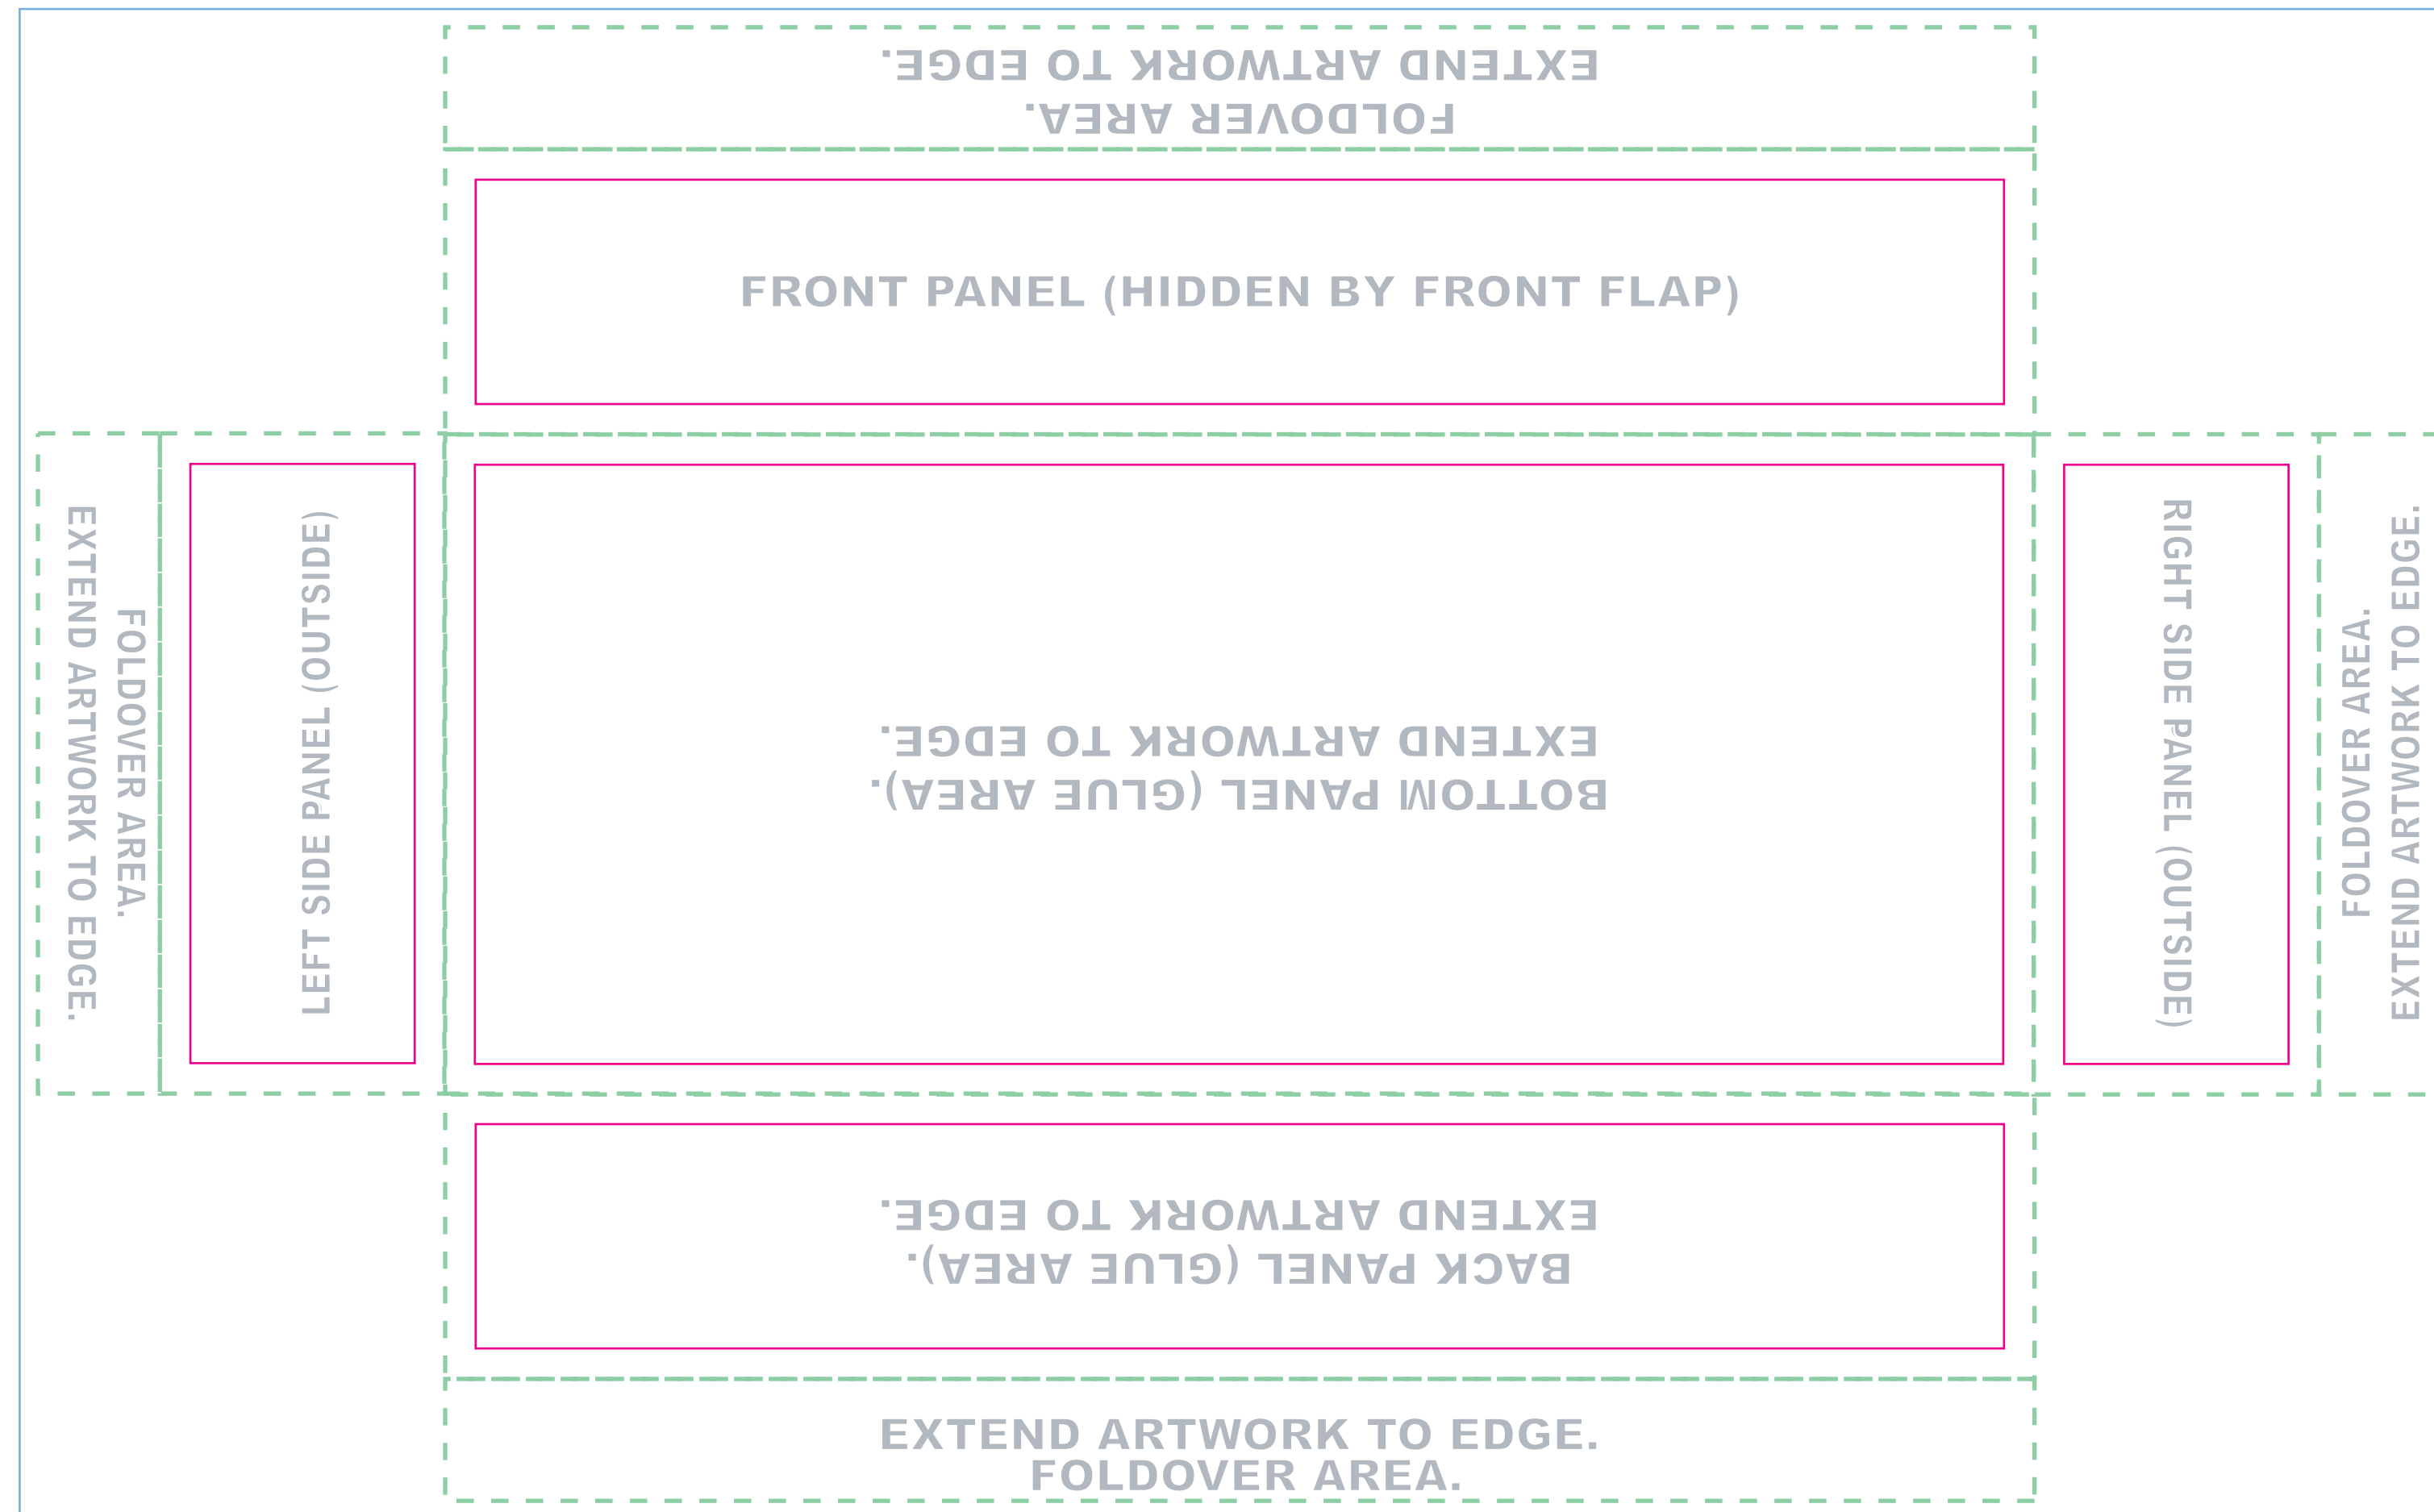 EXTEND ARTWORK TO EDGE.
FOLDOVER AREA.
FRONT PANEL (HIDDEN BY FRONT FLAP)
FOLDOVER AREA.
EXTEND ARTWORK TO EDGE.
LEFT SIDE PANEL (OUTSIDE)
BOTTOM PANEL (GLUE AREA).
EXTEND ARTWORK TO EDGE.
RIGHT SIDE PANEL (OUTSIDE)
FOLDOVER AREA.
EXTEND ARTWORK TO EDGE.
BACK PANEL (GLUE AREA).
EXTEND ARTWORK TO EDGE.
EXTEND ARTWORK TO EDGE.
FOLDOVER AREA.